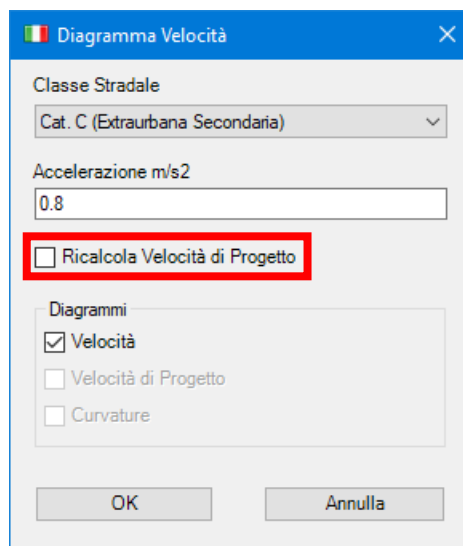 Diagramma Velocità
Classe Stradale
Cat. C (Extraurbana Secondaria)
Accelerazione m/s2
0.8
Ricalcola Velocità di Progetto
Diagrammi
Velocità
Velocità di Progetto
Curvature
OK
Annulla